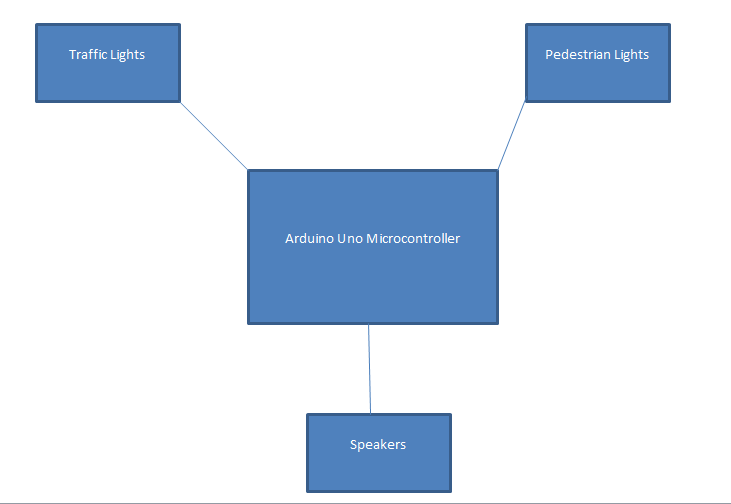 Traffic Lights
Pedestrian Lights
Arduino Uno Microcontroller
Speakers